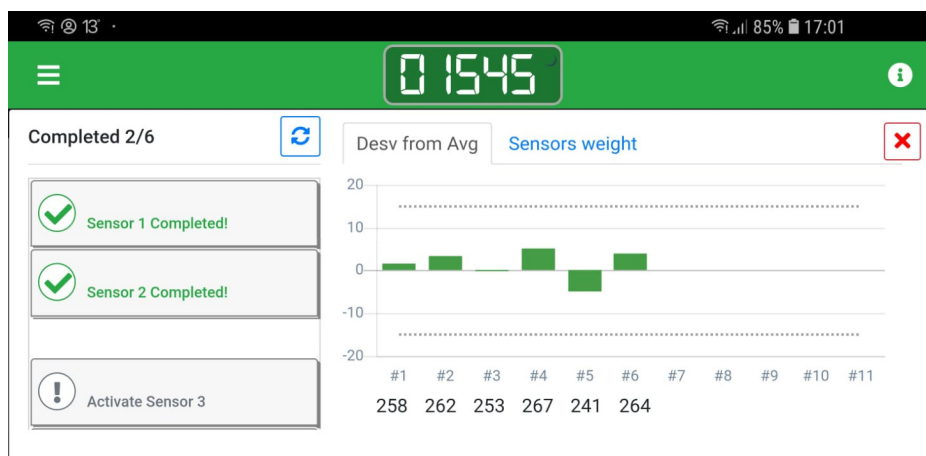 13° · 85% 17:01
01545
Completed 2/6
Desv from Avg Sensors weight
Sensor 1 Completed!
Sensor 2 Completed!
Activate Sensor 3
20
10
0
-10
-20
#1 #2 #3 #4 #5 #6 #7 #8 #9 #10 #11
258 262 253 267 241 264